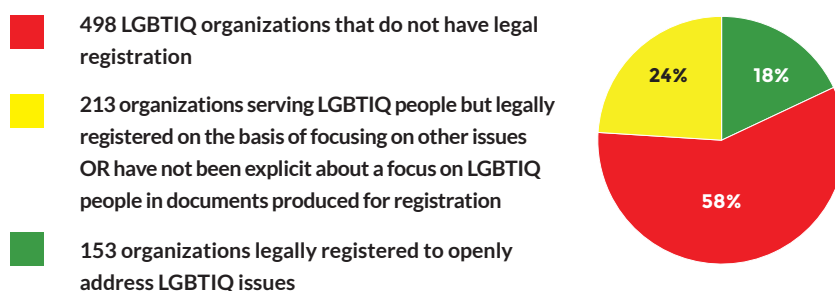 498 LGBTIQ organizations that do not have legal
registration
213 organizations serving LGBTIQ people but legally
registered on the basis of focusing on other issues
OR have not been explicit about a focus on LGBTIQ
people in documents produced for registration
153 organizations legally registered to openly
address LGBTIQ issues
24%
18%
58%